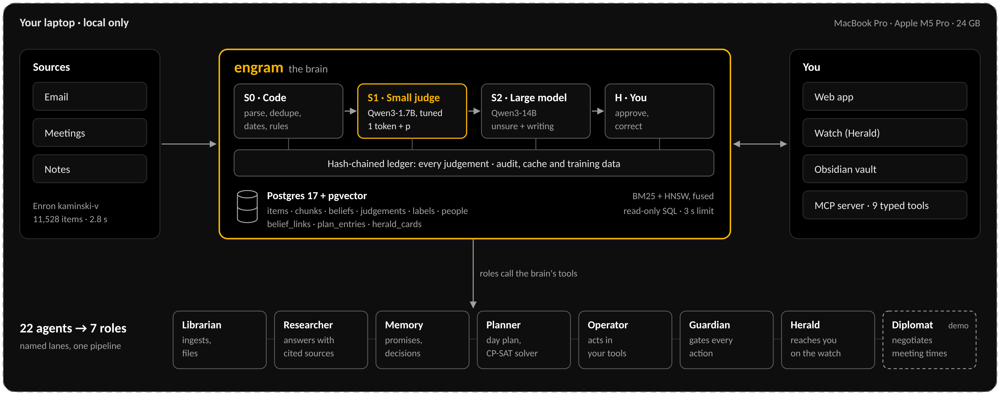 Your laptop · local only
MacBook Pro · Apple M5 Pro · 24 GB
Sources
Email
Meetings
Notes
Enron kaminski-v
11,528 items · 2.8 s
engram the brain
S0 · Code
parse, dedupe,
dates, rules
S1 · Small judge
Qwen3-1.7B, tuned
1 token + p
S2 · Large model
Qwen3-14B
unsure + writing
H · You
approve,
correct
Hash-chained ledger: every judgement · audit, cache and training data
Postgres 17 + pgvector
items · chunks · beliefs · judgements · labels · people
belief_links · plan_entries · herald_cards
BM25 + HNSW, fused
read-only SQL · 3 s limit
You
Web app
Watch (Herald)
Obsidian vault
MCP server · 9 typed tools
roles call the brain's tools
22 agents → 7 roles
named lanes, one pipeline
Librarian
ingests,
files
Researcher
answers with
cited sources
Memory
promises,
decisions
Planner
day plan,
CP-SAT solver
Operator
acts in
your tools
Guardian
gates every
action
Herald
reaches you
on the watch
Diplomat demo
negotiates
meeting times